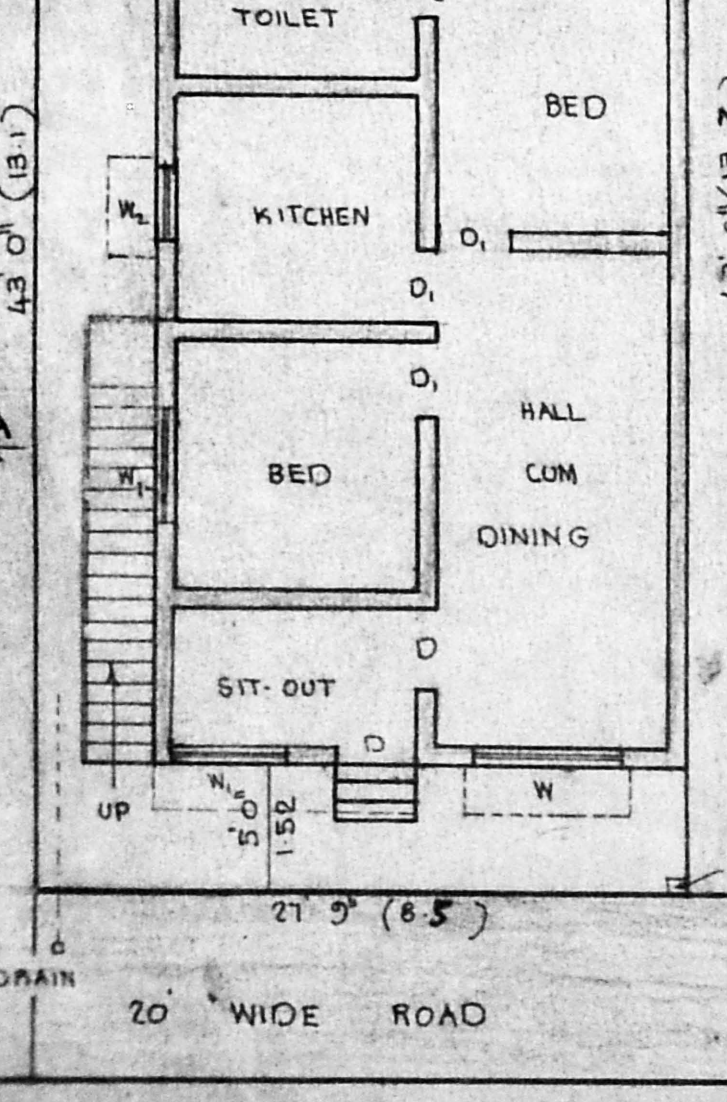 TOILET
BED
43' 0" (13.1)
W2
KITCHEN
D1
D1
D1
HALL
CUM
DINING
W1
BED
D
SIT-OUT
D
W1
W
UP
5' 0
1.52
27' 9" (8.5)
DRAIN
20' WIDE ROAD